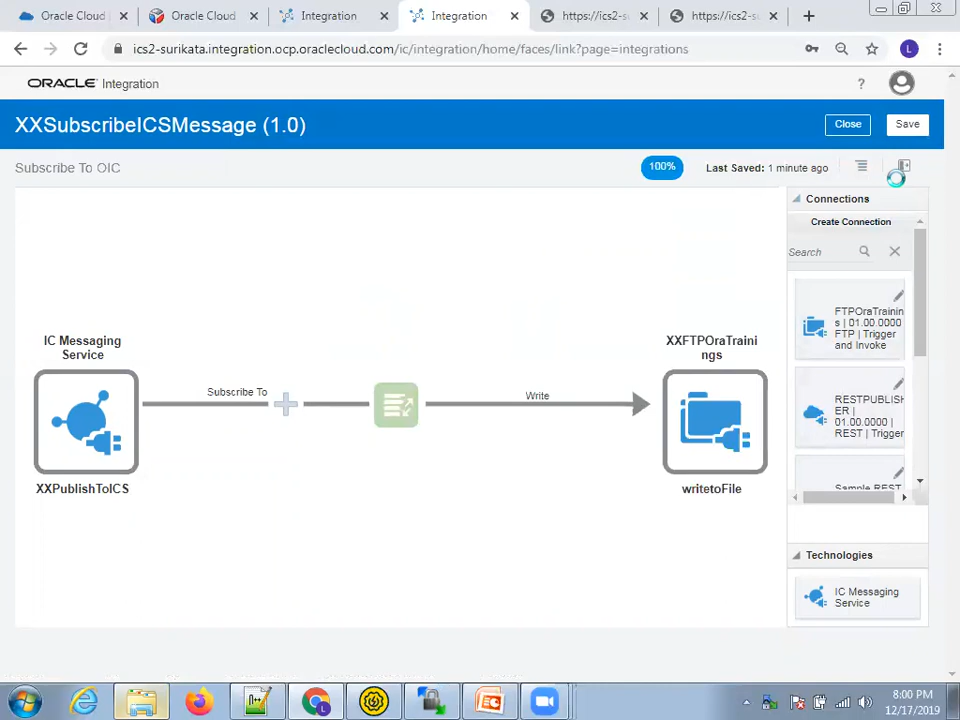 Oracle Cloud
Oracle Cloud
Integration
Integration
https://ics2-s
https://ics2-s
ics2-surikata.integration.ocp.oraclecloud.com/ic/integration/home/faces/link?page=integrations
L
ORACLE Integration
?
XXSubscribeICSMessage (1.0)
Close
Save
Subscribe To OIC
100%
Last Saved: 1 minute ago
Connections
Create Connection
Search
FTPOraTrainin
s | 01.00.0000
FTP | Trigger
and Invoke
RESTPUBLISH
ER |
01.00.0000 |
REST | Trigger
Sample REST
IC Messaging
Service
Subscribe To
XXPublishToICS
Write
XXFTPOraTraini
ngs
writetoFile
Technologies
IC Messaging
Service
8:00 PM
12/17/2019